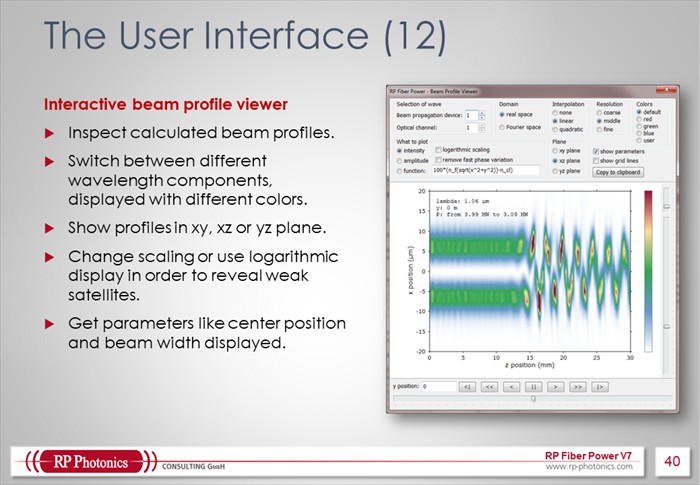 The User Interface (12)
Interactive beam profile viewer
Inspect calculated beam profiles.
Switch between different
wavelength components,
displayed with different colors.
Show profiles in xy, xz or yz plane.
Change scaling or use logarithmic
display in order to reveal weak
satellites.
Get parameters like center position
and beam width displayed.
RP Fiber Power - Beam Profile Viewer
Selection of wave
Beam propagation device: 1
Optical channel: 1
Domain
real space
Fourier space
Interpolation
none
linear
quadratic
Resolution
coarse
middle
fine
Colors
default
red
green
blue
user
What to plot
intensity
logarithmic scaling
amplitude
remove fast phase variation
function: 100*(n_f(sqrt(x^2+y^2))-n_cl)
Plane
xy plane
xz plane
yz plane
show parameters
show grid lines
Copy to clipboard
lambda: 1.06 µm
y: 0 m
P: from 3.99 MW to 3.09 MW
x position (µm)
20
15
10
5
0
-5
-10
-15
-20
0 5 10 15 20 25 30
z position (mm)
y position: 0
<| << < || > >> |>
RP Photonics
CONSULTING GmbH
RP Fiber Power V7
www.rp-photonics.com
40